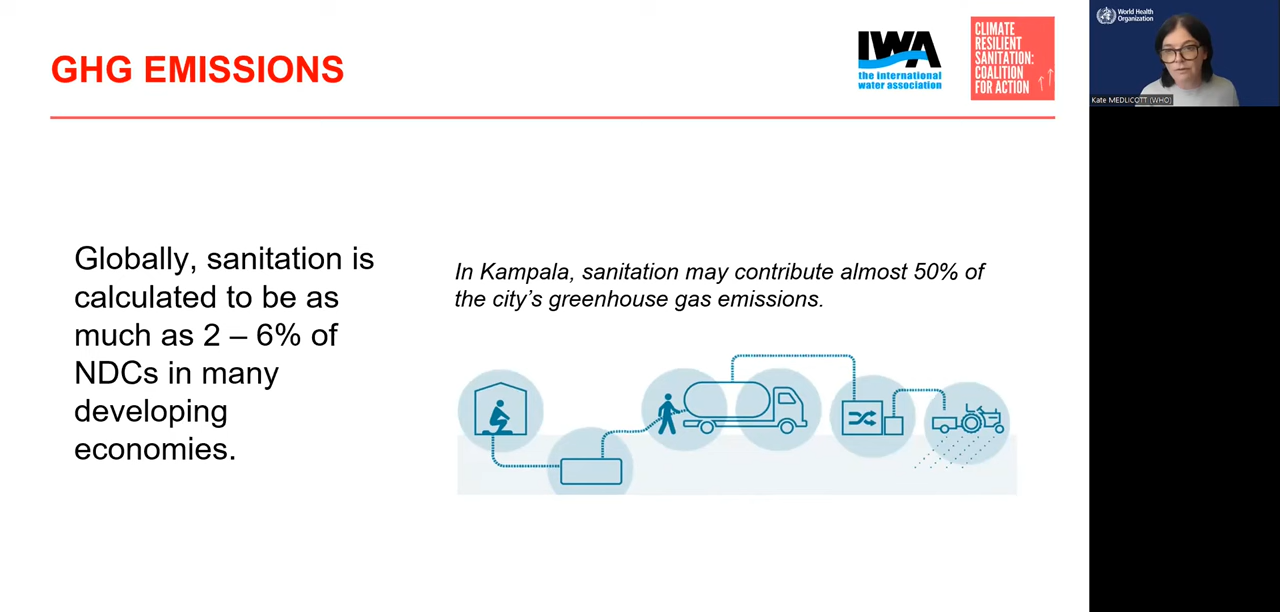 GHG EMISSIONS
IWA
the international
water association
CLIMATE
RESILIENT
SANITATION:
COALITION
FOR ACTION
World Health
Organization
Kate MEDLICOTT (WHO)
Globally, sanitation is
calculated to be as
much as 2 – 6% of
NDCs in many
developing
economies.
In Kampala, sanitation may contribute almost 50% of
the city's greenhouse gas emissions.